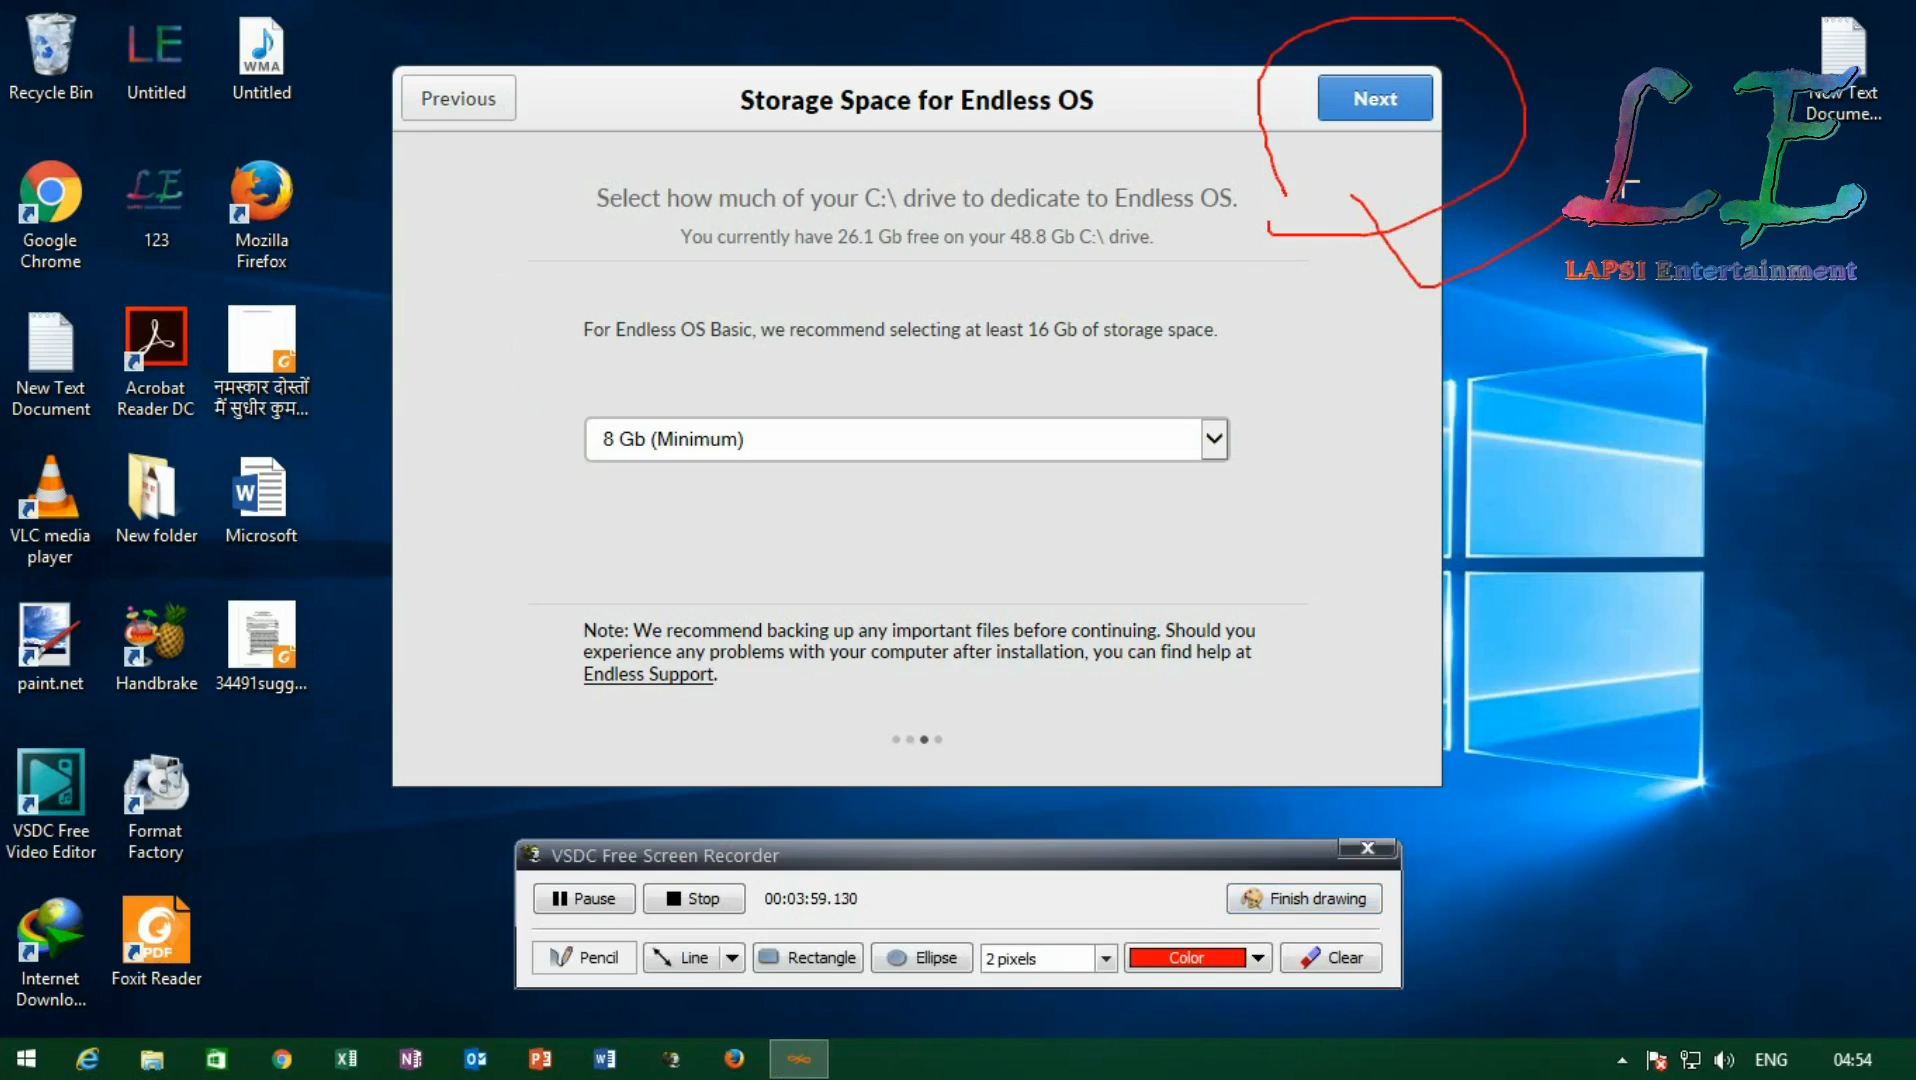 Recycle Bin
Untitled
WMA
Untitled
Google
Chrome
123
Mozilla
Firefox
New Text
Document
Acrobat
Reader DC
नमस्कार दोस्तों
मैं सुधीर कुम...
VLC media
player
New folder
Microsoft
paint.net
Handbrake
34491sugg...
VSDC Free
Video Editor
Format
Factory
Internet
Downlo...
PDF
Foxit Reader
Previous
Storage Space for Endless OS
Next
Select how much of your C:\ drive to dedicate to Endless OS.
You currently have 26.1 Gb free on your 48.8 Gb C:\ drive.
For Endless OS Basic, we recommend selecting at least 16 Gb of storage space.
8 Gb (Minimum)
Note: We recommend backing up any important files before continuing. Should you
experience any problems with your computer after installation, you can find help at
Endless Support.
New Text
Docume...
LE
LAPSI Entertainment
VSDC Free Screen Recorder
Pause
Stop
00:03:59.130
Finish drawing
Pencil
Line
Rectangle
Ellipse
2 pixels
Color
Clear
ENG
04:54